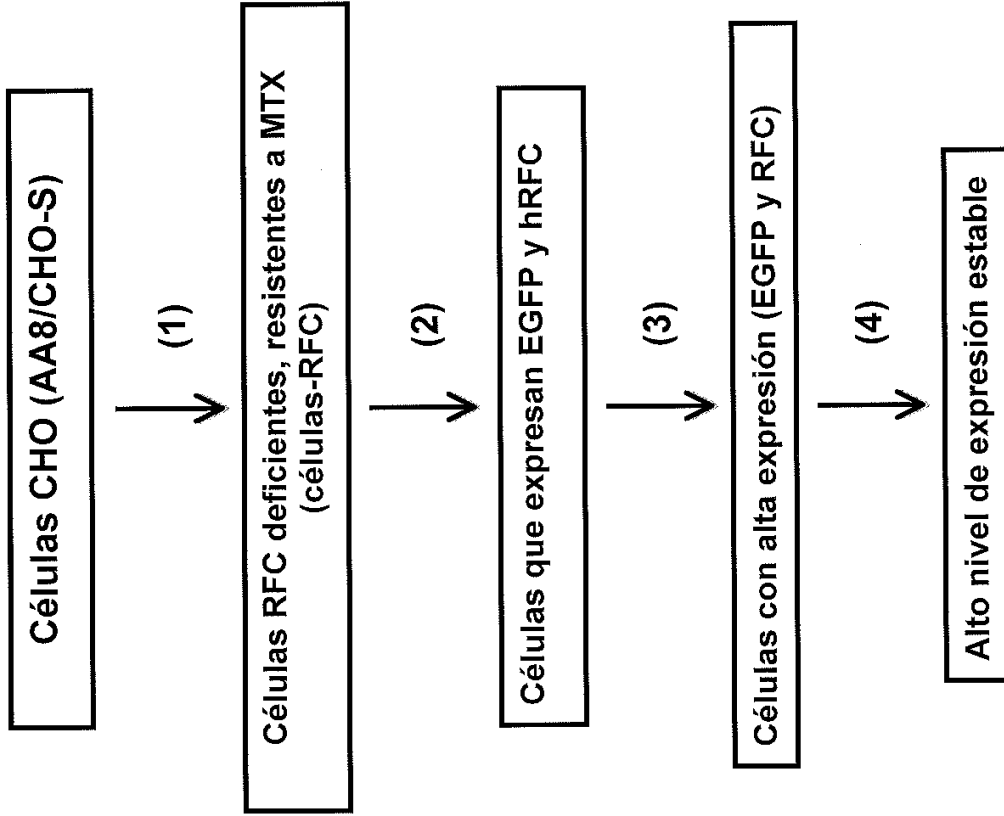 Células CHO (AA8/CHO-S)
(1)
Células RFC deficientes, resistentes a MTX
(células-RFC)
(2)
Células que expresan EGFP y hRFC
(3)
Células con alta expresión (EGFP y RFC)
(4)
Alto nivel de expresión estable